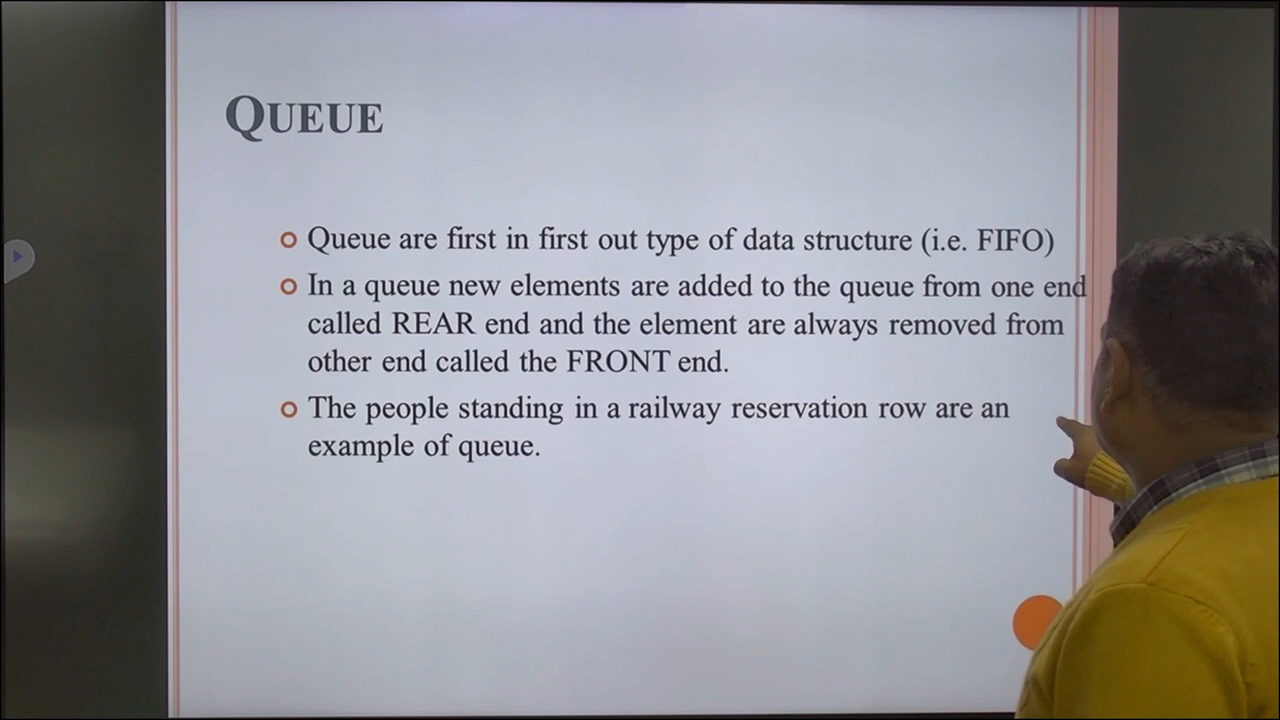 QUEUE
Queue are first in first out type of data structure (i.e. FIFO)
In a queue new elements are added to the queue from one end
called REAR end and the element are always removed from
other end called the FRONT end.
The people standing in a railway reservation row are an
example of queue.